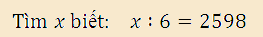 Tìm x biết: x : 6 = 2598